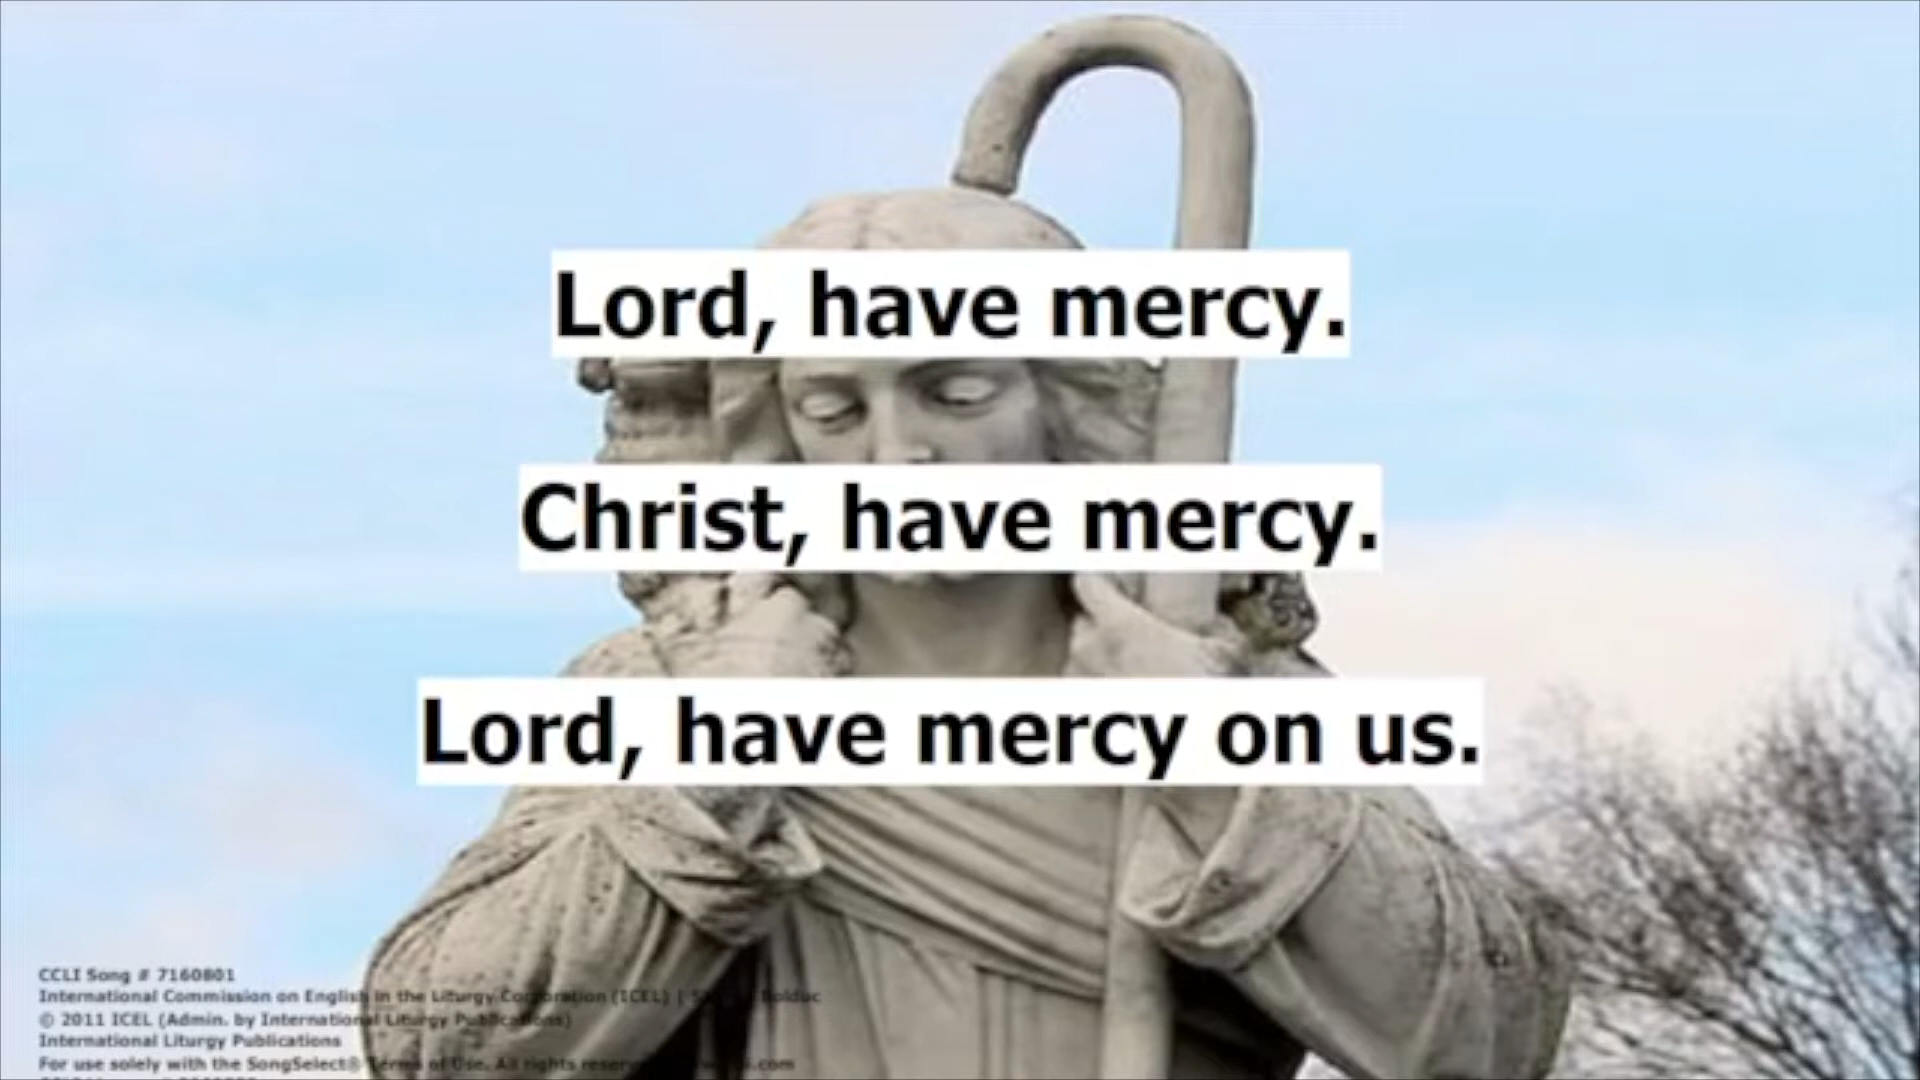 Lord, have mercy.
Christ, have mercy.
Lord, have mercy on us.
CCLI Song # 7160801
International Commission on English in the Liturgy Corporation (ICEL) |
© 2011 ICEL (Admin. by International Liturgy Publications)
International Liturgy Publications
For use solely with the SongSelect® Terms of Use. All rights